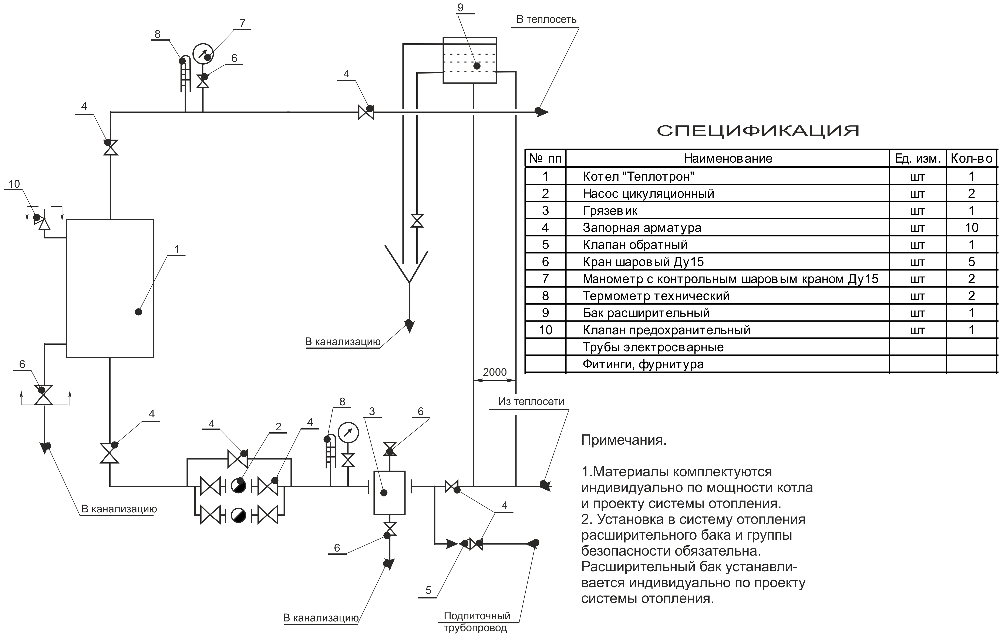 9
В теплосеть
7
8
6
4
4
10
1
В канализацию
6
2000
Из теплосети
4
4
2
4
8
3
6
4
В канализацию
6
5
В канализацию
Подпиточный
трубопровод
СПЕЦИФИКАЦИЯ
№ пп Наименование Ед. изм. Кол-во
1 Котел "Теплотрон" шт 1
2 Насос цикуляционный шт 2
3 Грязевик шт 1
4 Запорная арматура шт 10
5 Клапан обратный шт 1
6 Кран шаровый Ду15 шт 5
7 Манометр с контрольным шаровым краном Ду15 шт 2
8 Термометр технический шт 2
9 Бак расширительный шт 1
10 Клапан предохранительный шт 1
Трубы электросварные
Фитинги, фурнитура
Примечания.
1.Материалы комплектуются
индивидуально по мощности котла
и проекту системы отопления.
2. Установка в систему отопления
расширительного бака и группы
безопасности обязательна.
Расширительный бак устанавли-
вается индивидуально по проекту
системы отопления.